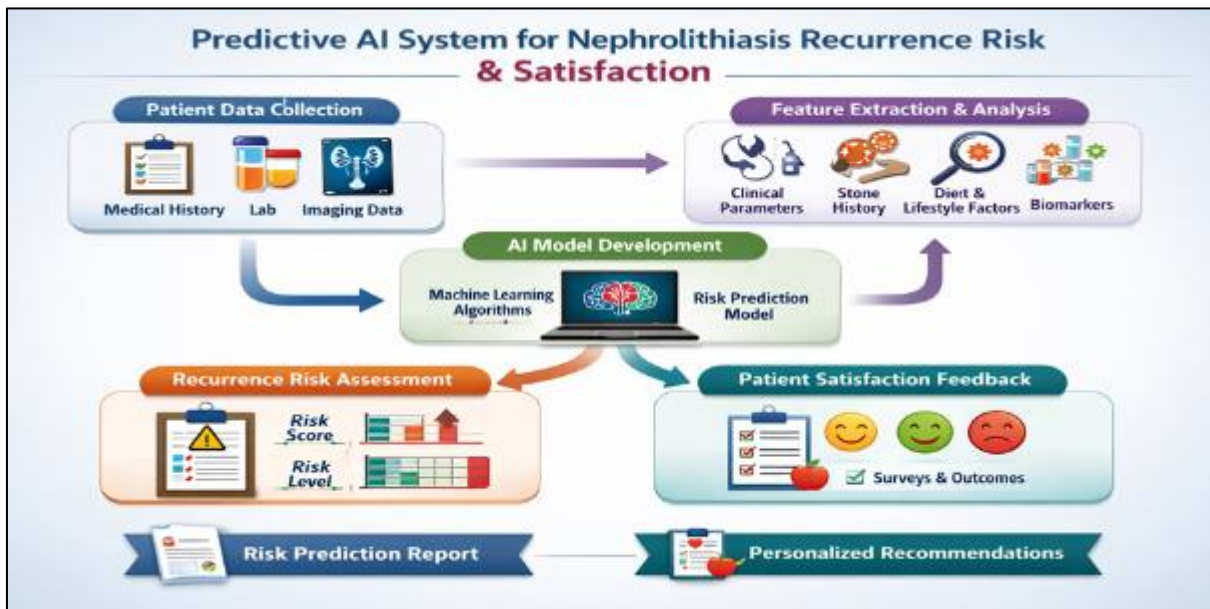 Predictive AI System for Nephrolithiasis Recurrence Risk
& Satisfaction
Patient Data Collection
Medical History
Lab
Imaging Data
Feature Extraction & Analysis
Clinical
Parameters
Stone
History
Diert &
Lifestyle Factors
Biomarkers
AI Model Development
Machine Learning
Algorithms
Risk Prediction
Model
Recurrence Risk Assessment
Risk
Score
Risk
Level
Patient Satisfaction Feedback
Surveys & Outcomes
Risk Prediction Report
Personalized Recommendations